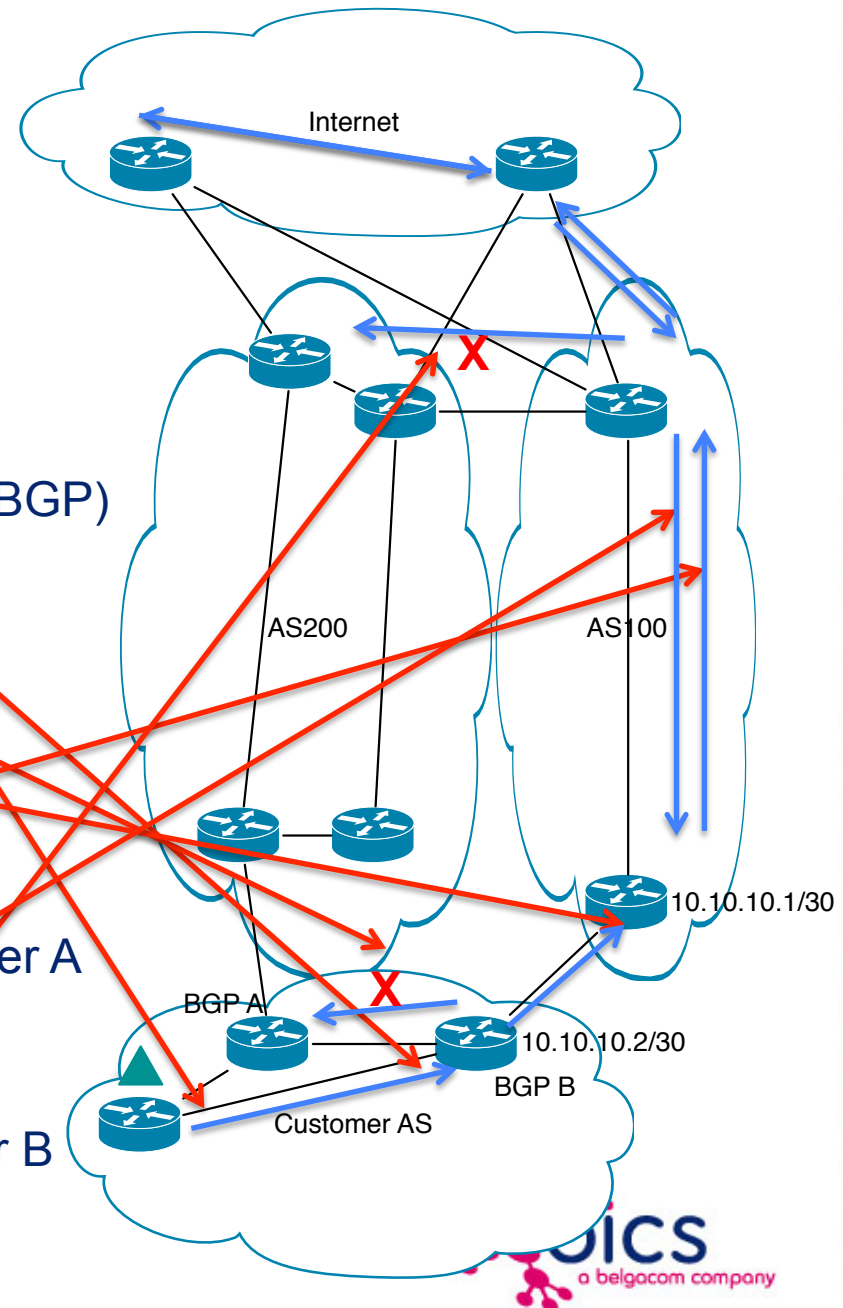 Internet
X
BGP)
AS200
AS100
10.10.10.1/30
er A
BGP A
X
10.10.10.2/30
BGP B
Customer AS
r B
bics
a belgacom company